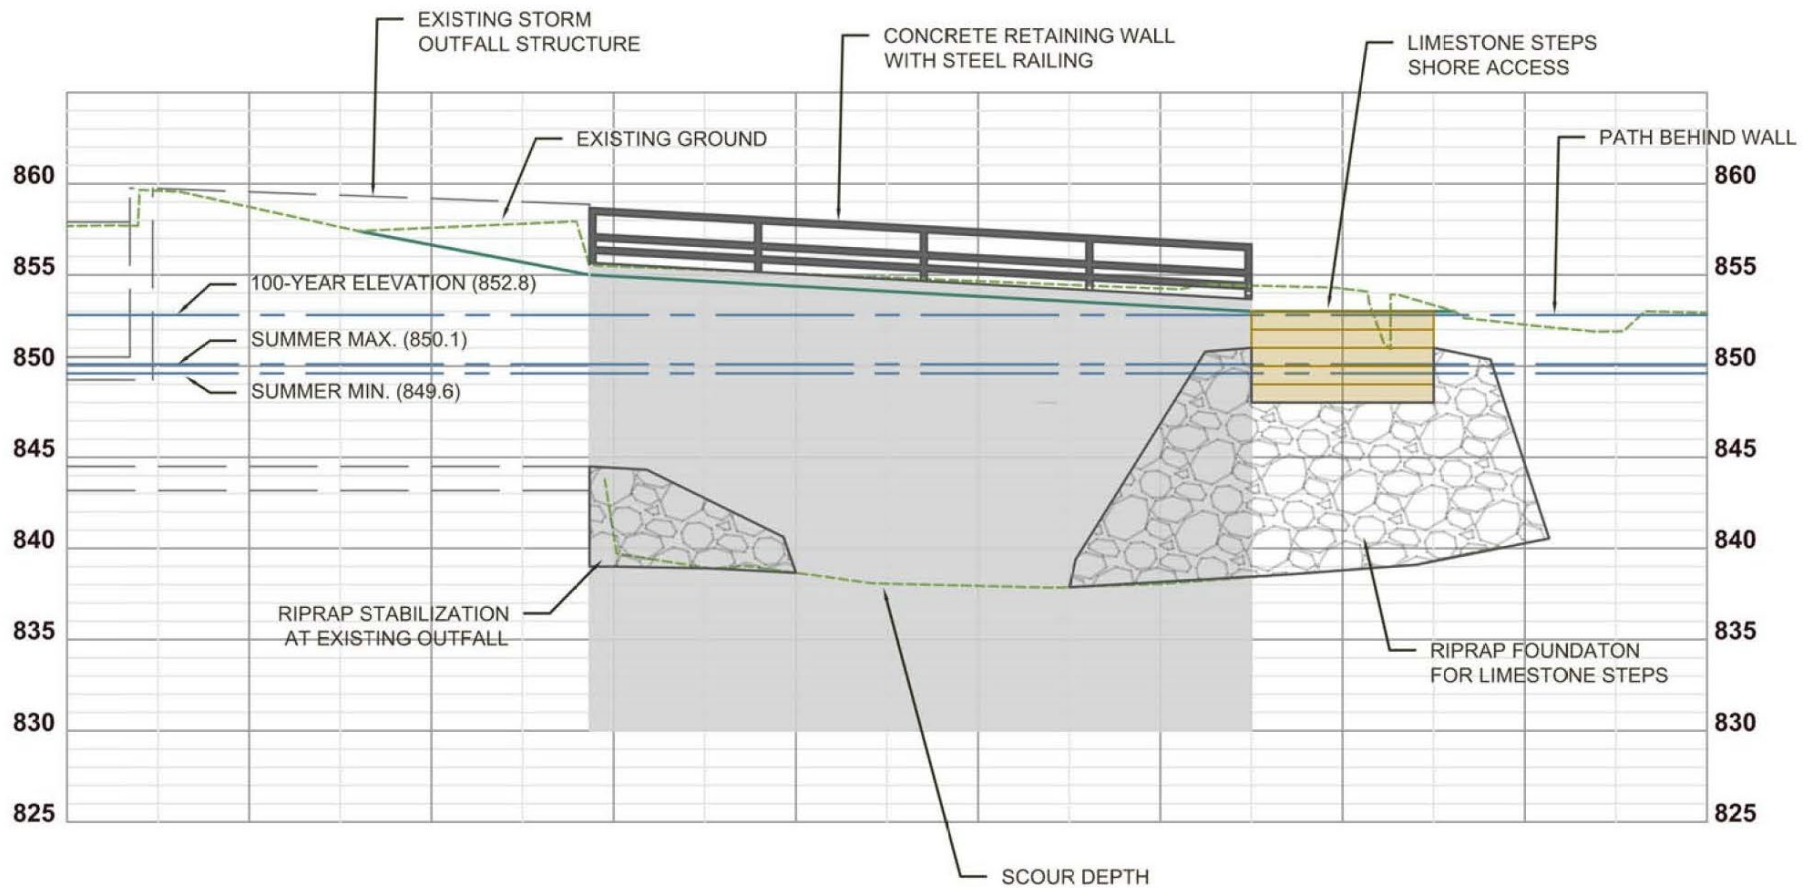 EXISTING STORM
OUTFALL STRUCTURE
CONCRETE RETAINING WALL
WITH STEEL RAILING
LIMESTONE STEPS
SHORE ACCESS
EXISTING GROUND
PATH BEHIND WALL
860
860
855
855
100-YEAR ELEVATION (852.8)
SUMMER MAX. (850.1)
850
850
SUMMER MIN. (849.6)
845
845
840
840
RIPRAP STABILIZATION
AT EXISTING OUTFALL
835
835
RIPRAP FOUNDATON
FOR LIMESTONE STEPS
830
830
825
825
SCOUR DEPTH